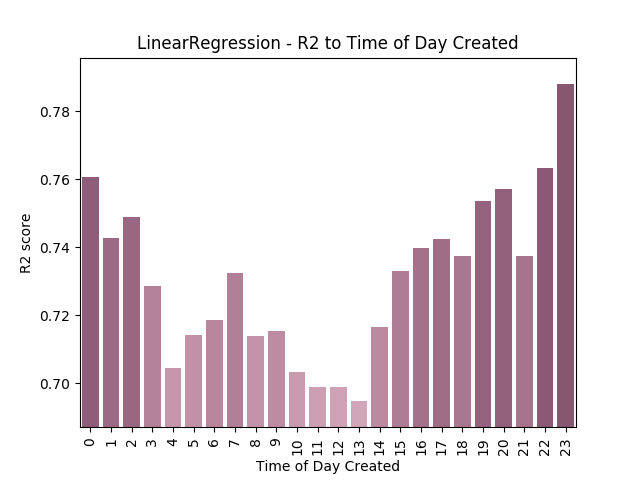 LinearRegression - R2 to Time of Day Created
0.78
0.76
0.74
0.72
0.70
R2 score
0 1 2 3 4 5 6 7 8 9 10 11 12 13 14 15 16 17 18 19 20 21 22 23
Time of Day Created